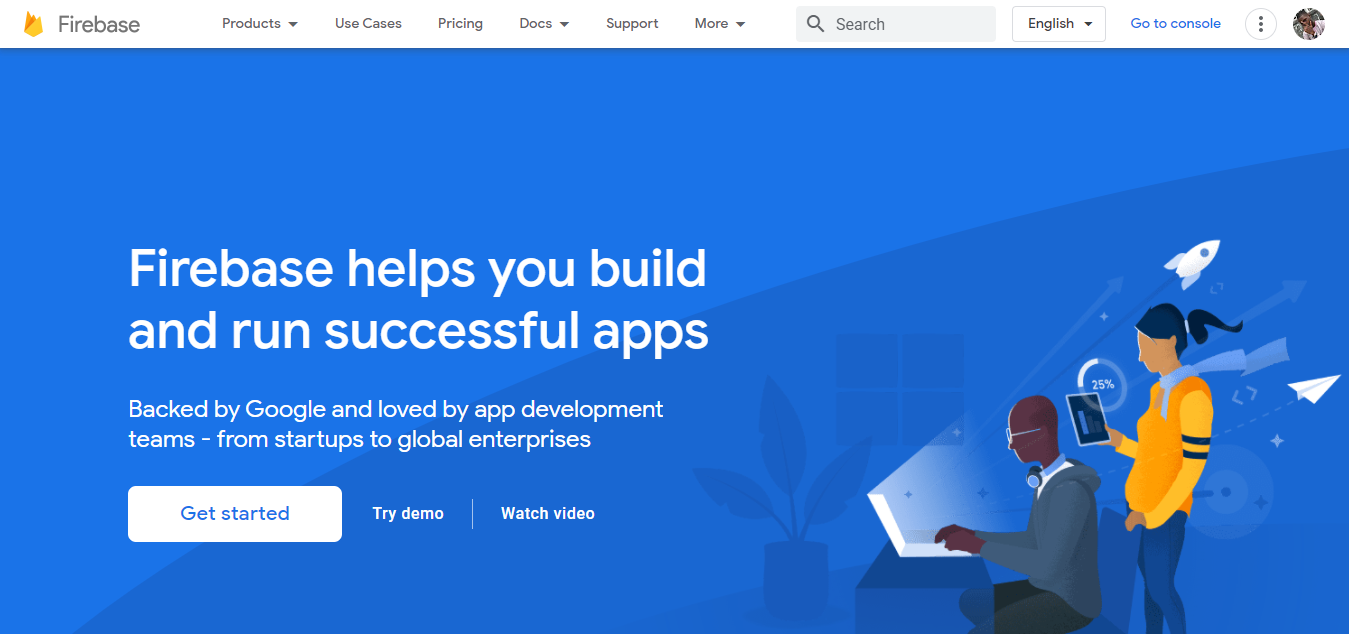 Firebase Products Use Cases Pricing Docs Support More Search English Go to console
Firebase helps you build
and run successful apps
25%
Backed by Google and loved by app development
teams - from startups to global enterprises
Get started Try demo Watch video